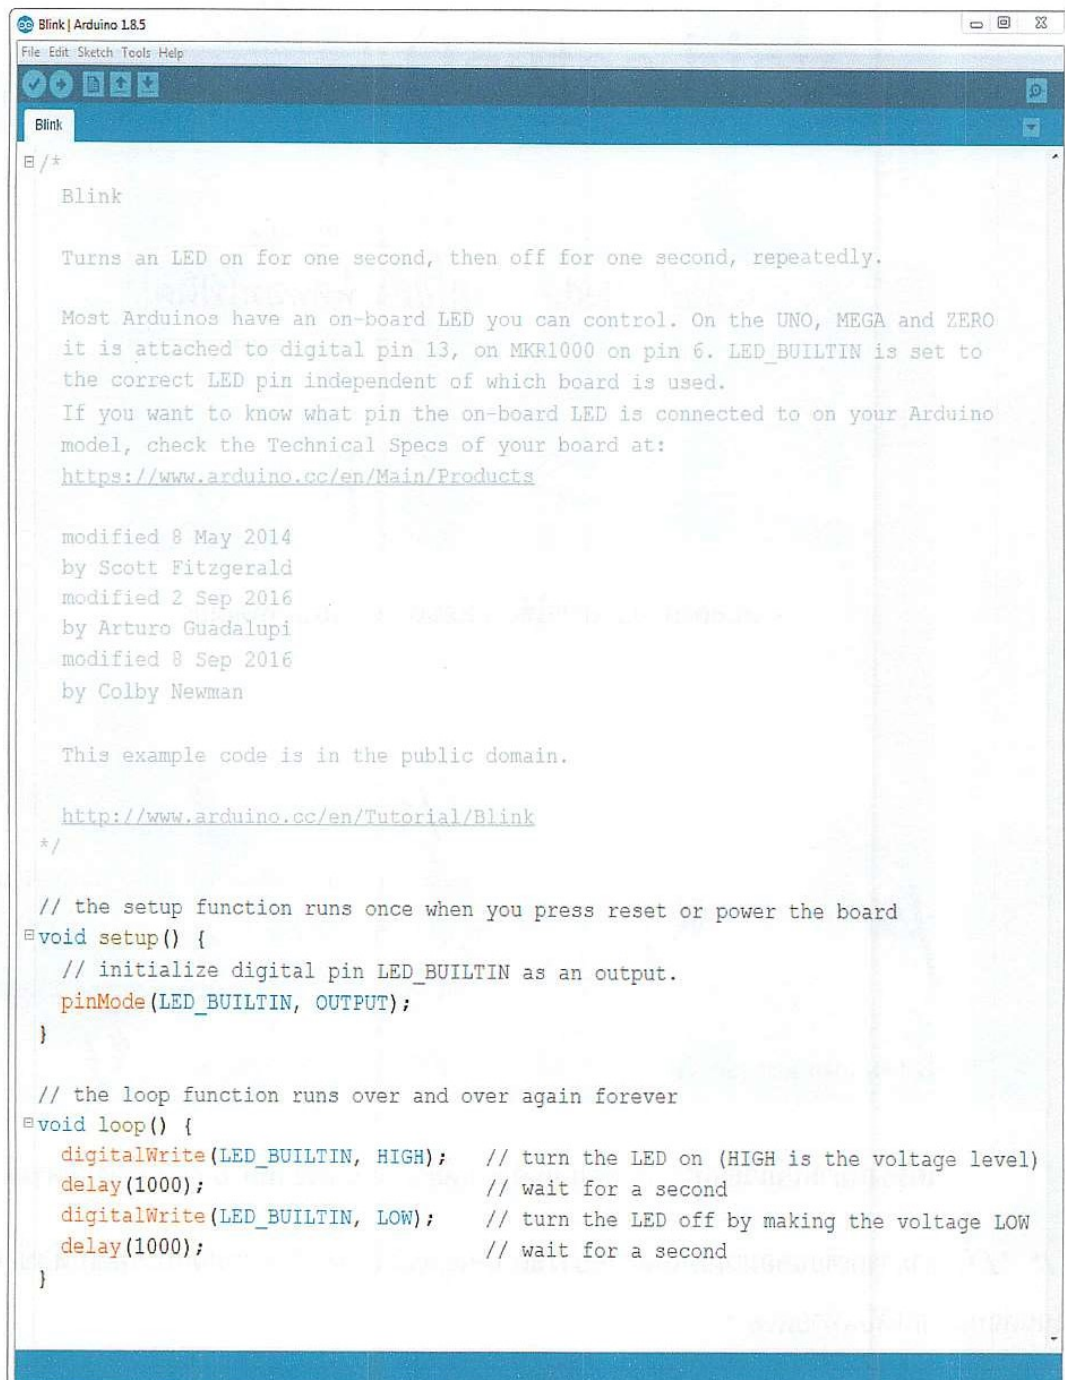 Blink | Arduino 1.8.5
File Edit Sketch Tools Help
Blink
/*
Blink
Turns an LED on for one second, then off for one second, repeatedly.
Most Arduinos have an on-board LED you can control. On the UNO, MEGA and ZERO
it is attached to digital pin 13, on MKR1000 on pin 6. LED_BUILTIN is set to
the correct LED pin independent of which board is used.
If you want to know what pin the on-board LED is connected to on your Arduino
model, check the Technical Specs of your board at:
https://www.arduino.cc/en/Main/Products
modified 8 May 2014
by Scott Fitzgerald
modified 2 Sep 2016
by Arturo Guadalupi
modified 8 Sep 2016
by Colby Newman
This example code is in the public domain.
http://www.arduino.cc/en/Tutorial/Blink
*/
// the setup function runs once when you press reset or power the board
void setup() {
// initialize digital pin LED_BUILTIN as an output.
pinMode(LED_BUILTIN, OUTPUT);
}
// the loop function runs over and over again forever
void loop() {
digitalWrite(LED_BUILTIN, HIGH); // turn the LED on (HIGH is the voltage level)
delay(1000); // wait for a second
digitalWrite(LED_BUILTIN, LOW); // turn the LED off by making the voltage LOW
delay(1000); // wait for a second
}